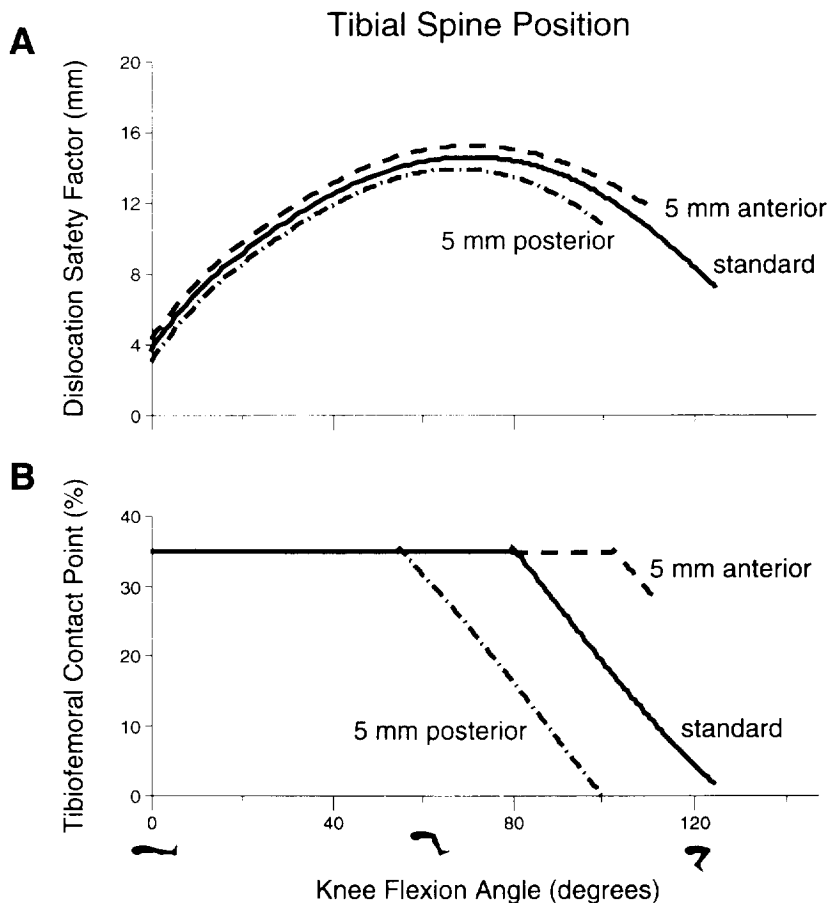 Tibial Spine Position
A
Dislocation Safety Factor (mm)
20
16
12
8
4
0
5 mm anterior
5 mm posterior
standard
B
Tibiofemoral Contact Point (%)
40
30
20
10
0
5 mm anterior
5 mm posterior
standard
0
40
80
120
Knee Flexion Angle (degrees)